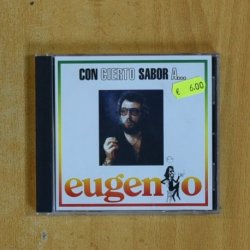 CON CIERTO SABOR A...
€ 6,00
eugenio